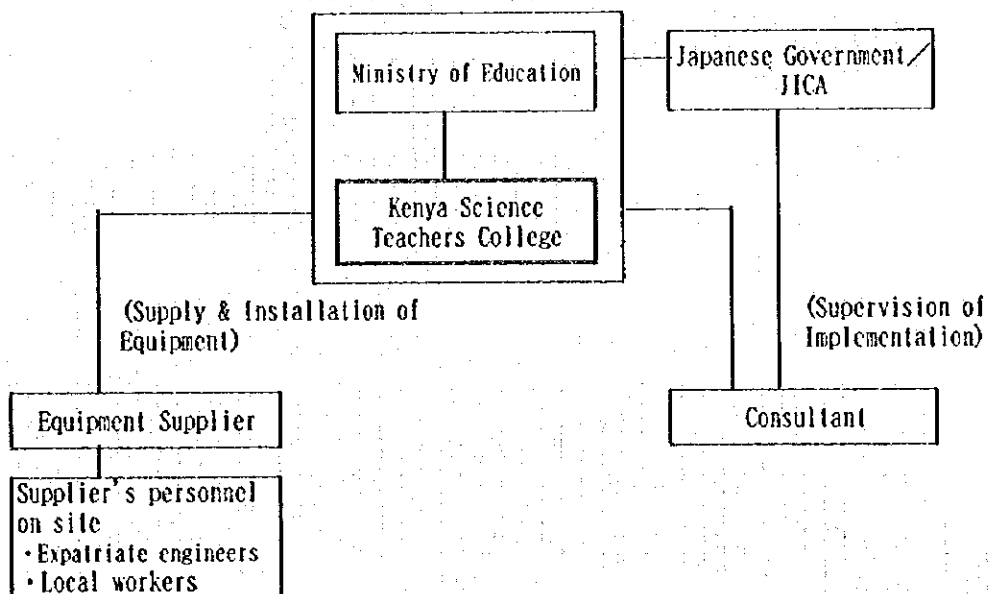 Ministry of Education
Japanese Government／
JICA
Kenya Science
Teachers College
(Supply & Installation of
Equipment)
(Supervision of
Implementation)
Equipment Supplier
Consultant
Supplier's personnel
on site
・Expatriate engineers
・Local workers